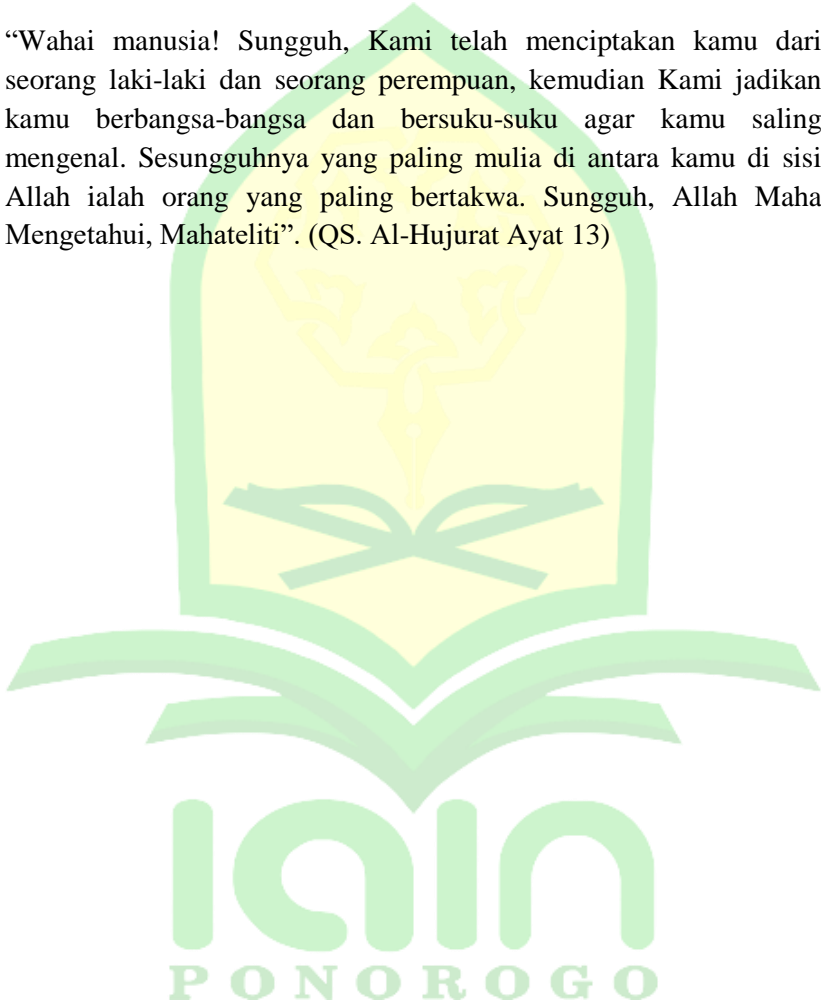 “Wahai manusia! Sungguh, Kami telah menciptakan kamu dari
seorang laki-laki dan seorang perempuan, kemudian Kami jadikan
kamu berbangsa-bangsa dan bersuku-suku agar kamu saling
mengenal. Sesungguhnya yang paling mulia di antara kamu di sisi
Allah ialah orang yang paling bertakwa. Sungguh, Allah Maha
Mengetahui, Mahateliti”. (QS. Al-Hujurat Ayat 13)
IAIN
PONOROGO